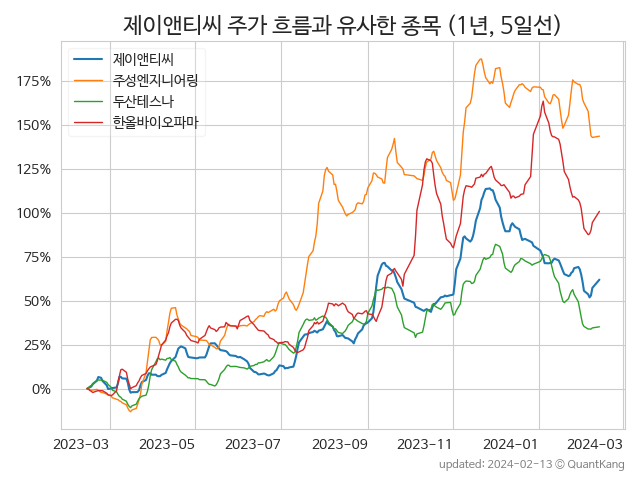 제이앤티씨 주가 흐름과 유사한 종목 (1년, 5일선)
제이앤티씨
주성엔지니어링
두산테스나
한올바이오파마
175%
150%
125%
100%
75%
50%
25%
0%
2023-03 2023-05 2023-07 2023-09 2023-11 2024-01 2024-03
updated: 2024-02-13 © QuantKang